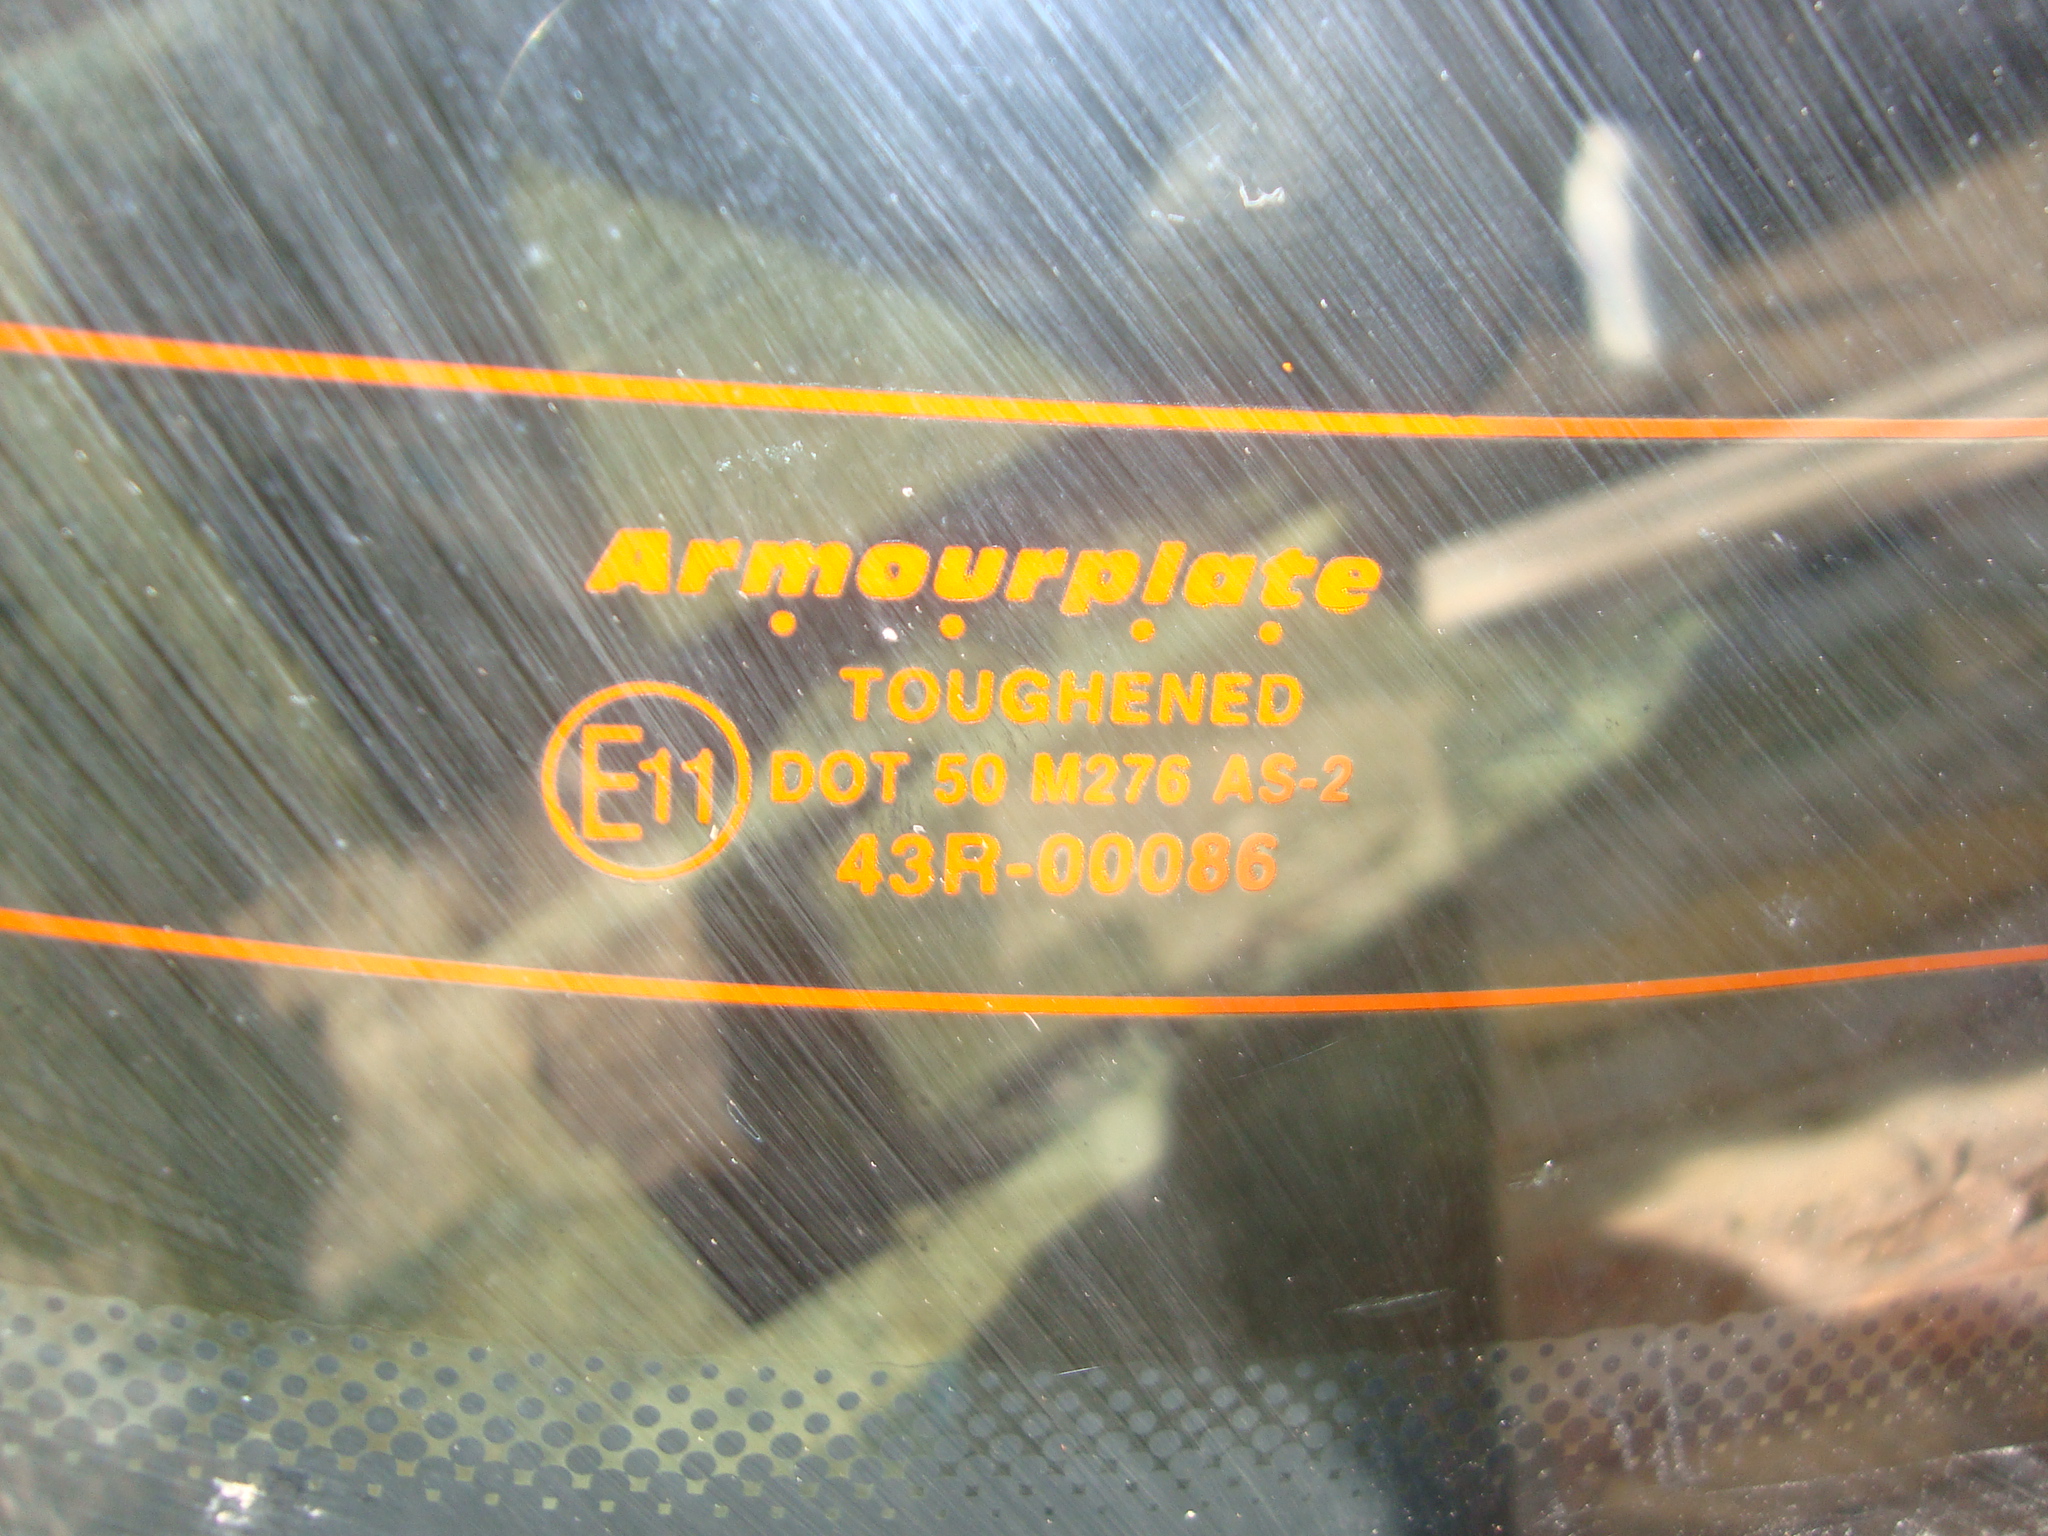 Armourplate
TOUGHENED
E11 DOT 50 M276 AS-2
43R-00086